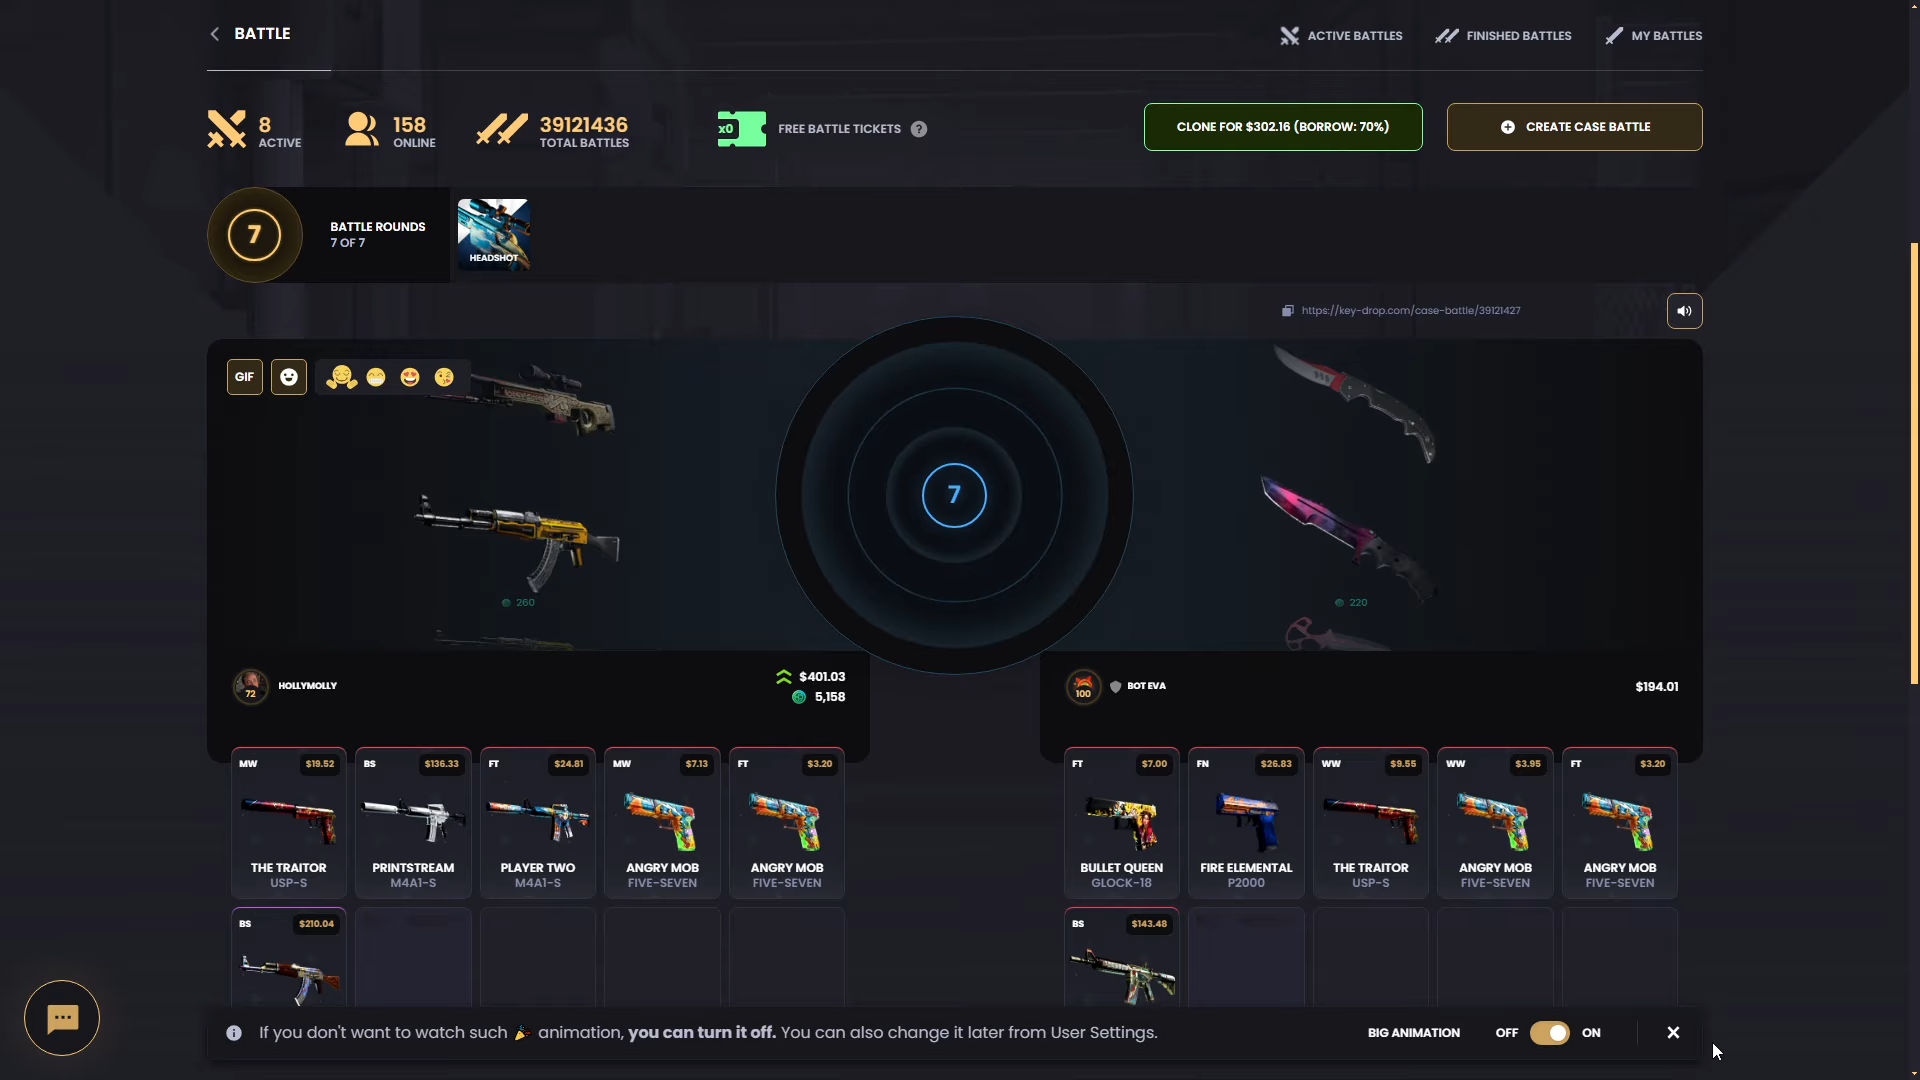 BATTLE
ACTIVE BATTLES
FINISHED BATTLES
MY BATTLES
8
ACTIVE
158
ONLINE
39121436
TOTAL BATTLES
x0
FREE BATTLE TICKETS
?
CLONE FOR $302.16 (BORROW: 70%)
CREATE CASE BATTLE
7
BATTLE ROUNDS
7 OF 7
HEADSHOT
https://key-drop.com/case-battle/39121427
GIF
7
260
220
72
HOLLYMOLLY
$401.03
5,158
100
BOT EVA
$194.01
MW $19.52
THE TRAITOR
USP-S
BS $136.33
PRINTSTREAM
M4A1-S
FT $24.81
PLAYER TWO
M4A1-S
MW $7.13
ANGRY MOB
FIVE-SEVEN
FT $3.20
ANGRY MOB
FIVE-SEVEN
FT $7.00
BULLET QUEEN
GLOCK-18
FN $26.83
FIRE ELEMENTAL
P2000
WW $9.55
THE TRAITOR
USP-S
WW $3.95
ANGRY MOB
FIVE-SEVEN
FT $3.20
ANGRY MOB
FIVE-SEVEN
BS $210.04
BS $143.48
If you don't want to watch such 🎉 animation, you can turn it off. You can also change it later from User Settings.
BIG ANIMATION
OFF
ON